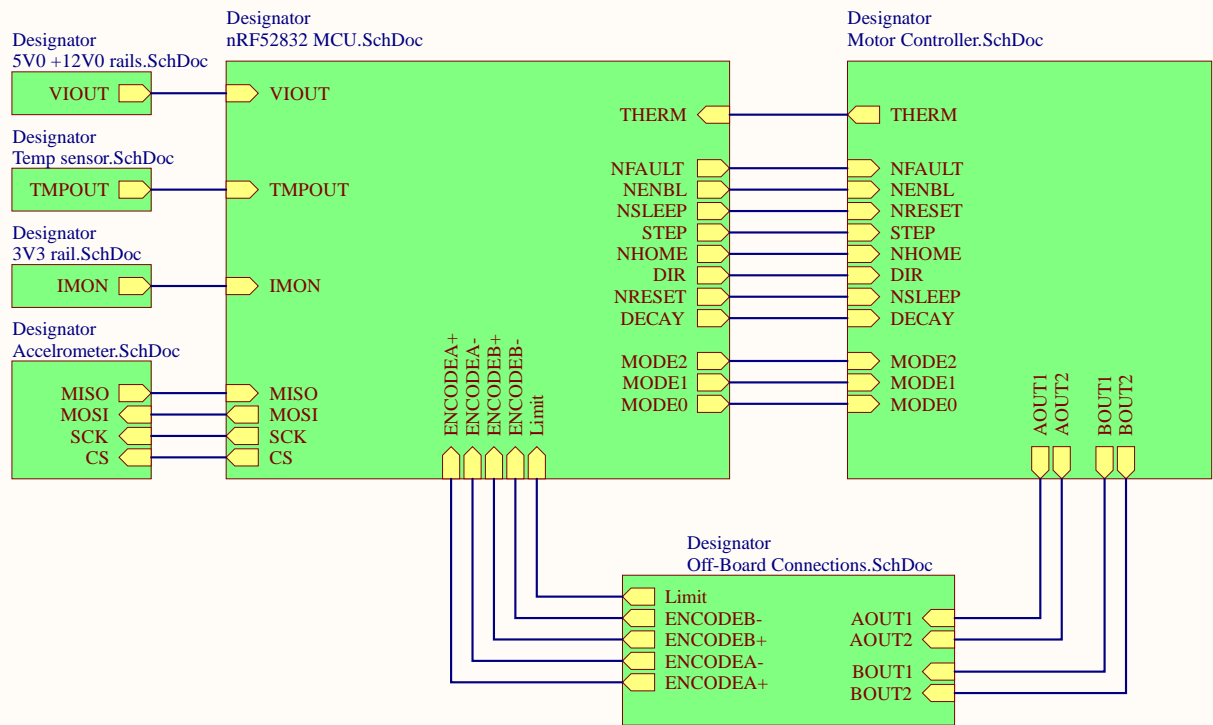 Designator
5V0 +12V0 rails.SchDoc
VIOUT
Designator
Temp sensor.SchDoc
TMPOUT
Designator
3V3 rail.SchDoc
IMON
Designator
Accelrometer.SchDoc
MISO
MOSI
SCK
CS
Designator
nRF52832 MCU.SchDoc
VIOUT
TMPOUT
IMON
MISO
MOSI
SCK
CS
THERM
NFAULT
NENBL
NSLEEP
STEP
NHOME
DIR
NRESET
DECAY
MODE2
MODE1
MODE0
ENCODEA+
ENCODEA-
ENCODEB+
ENCODEB-
Limit
Designator
Motor Controller.SchDoc
THERM
NFAULT
NENBL
NRESET
STEP
NHOME
DIR
NSLEEP
DECAY
MODE2
MODE1
MODE0
AOUT1
AOUT2
BOUT1
BOUT2
Designator
Off-Board Connections.SchDoc
Limit
ENCODEB-
ENCODEB+
ENCODEA-
ENCODEA+
AOUT1
AOUT2
BOUT1
BOUT2